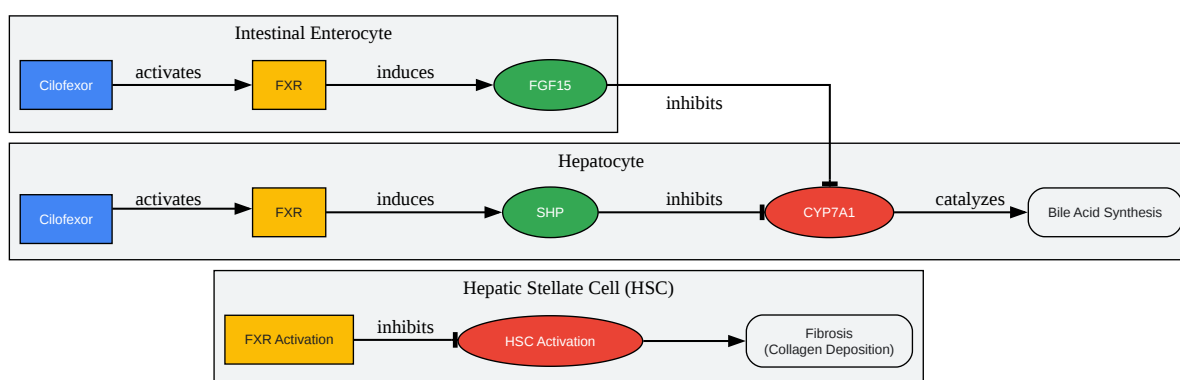 Intestinal Enterocyte
Cilofexor
activates
FXR
induces
FGF15
inhibits
Hepatocyte
Cilofexor
activates
FXR
induces
SHP
inhibits
CYP7A1
catalyzes
Bile Acid Synthesis
Hepatic Stellate Cell (HSC)
FXR Activation
inhibits
HSC Activation
Fibrosis
(Collagen Deposition)